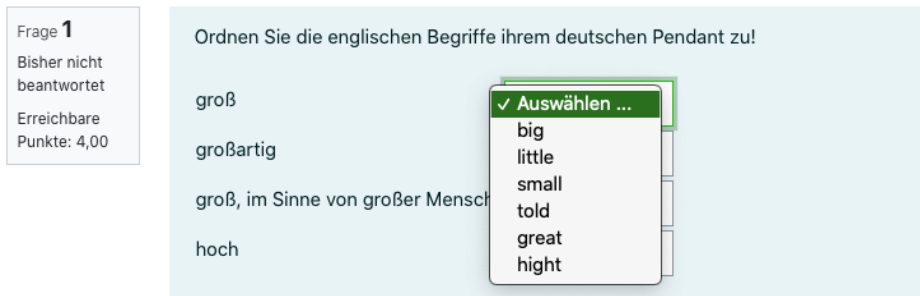 Frage 1
Bisher nicht
beantwortet
Erreichbare
Punkte: 4,00
Ordnen Sie die englischen Begriffe ihrem deutschen Pendant zu!
groß
großartig
groß, im Sinne von großer Mensch
hoch
✓ Auswählen ...
big
little
small
told
great
hight